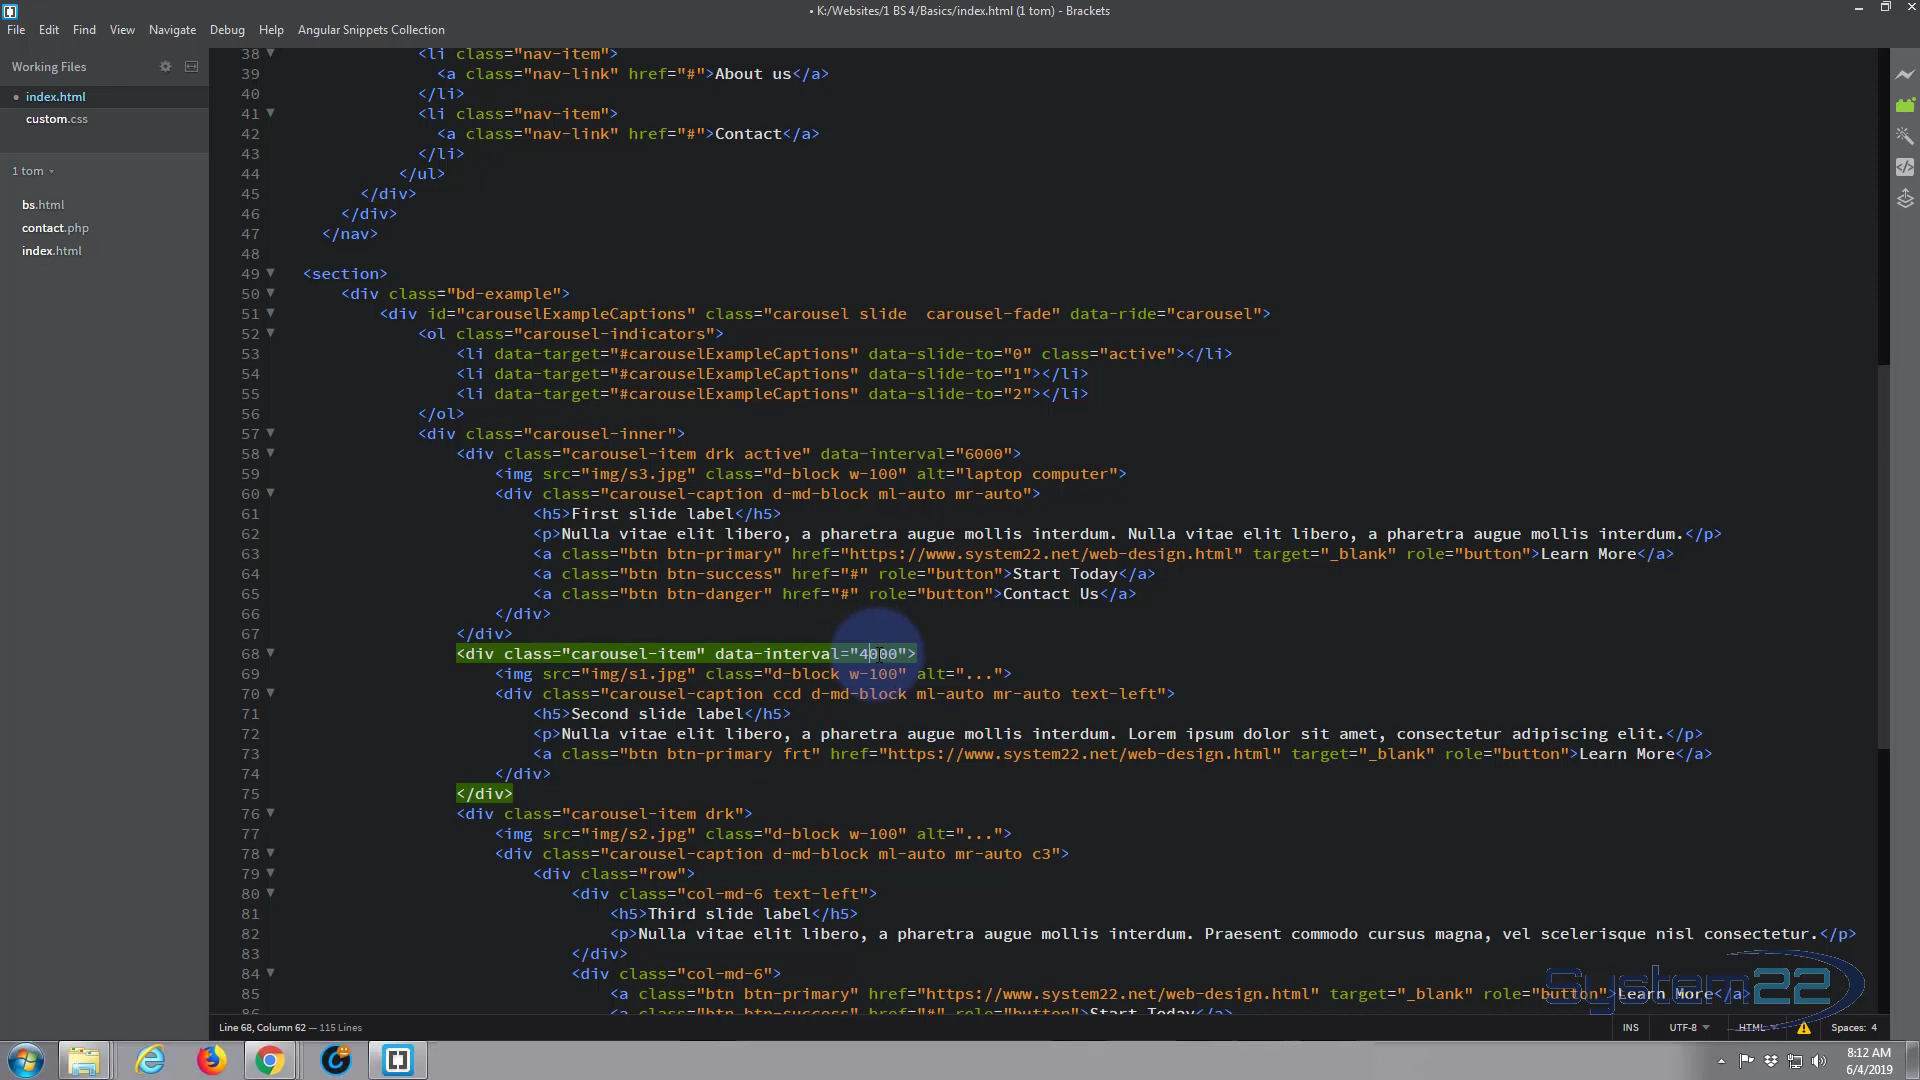 • K:/Websites/1 BS 4/Basics/index.html (1 tom) - Brackets
File Edit Find View Navigate Debug Help Angular Snippets Collection
Working Files
• index.html
custom.css
1 tom
bs.html
contact.php
index.html
38 <li class="nav-item">
39 <a class="nav-link" href="#">About us</a>
40 </li>
41 <li class="nav-item">
42 <a class="nav-link" href="#">Contact</a>
43 </li>
44 </ul>
45 </div>
46 </div>
47 </nav>
48
49 <section>
50 <div class="bd-example">
51 <div id="carouselExampleCaptions" class="carousel slide  carousel-fade" data-ride="carousel">
52 <ol class="carousel-indicators">
53 <li data-target="#carouselExampleCaptions" data-slide-to="0" class="active"></li>
54 <li data-target="#carouselExampleCaptions" data-slide-to="1"></li>
55 <li data-target="#carouselExampleCaptions" data-slide-to="2"></li>
56 </ol>
57 <div class="carousel-inner">
58 <div class="carousel-item drk active" data-interval="6000">
59 <img src="img/s3.jpg" class="d-block w-100" alt="laptop computer">
60 <div class="carousel-caption d-md-block ml-auto mr-auto">
61 <h5>First slide label</h5>
62 <p>Nulla vitae elit libero, a pharetra augue mollis interdum. Nulla vitae elit libero, a pharetra augue mollis interdum.</p>
63 <a class="btn btn-primary" href="https://www.system22.net/web-design.html" target="_blank" role="button">Learn More</a>
64 <a class="btn btn-success" href="#" role="button">Start Today</a>
65 <a class="btn btn-danger" href="#" role="button">Contact Us</a>
66 </div>
67 </div>
68 <div class="carousel-item" data-interval="4000">
69 <img src="img/s1.jpg" class="d-block w-100" alt="...">
70 <div class="carousel-caption ccd d-md-block ml-auto mr-auto text-left">
71 <h5>Second slide label</h5>
72 <p>Nulla vitae elit libero, a pharetra augue mollis interdum. Lorem ipsum dolor sit amet, consectetur adipiscing elit.</p>
73 <a class="btn btn-primary frt" href="https://www.system22.net/web-design.html" target="_blank" role="button">Learn More</a>
74 </div>
75 </div>
76 <div class="carousel-item drk">
77 <img src="img/s2.jpg" class="d-block w-100" alt="...">
78 <div class="carousel-caption d-md-block ml-auto mr-auto c3">
79 <div class="row">
80 <div class="col-md-6 text-left">
81 <h5>Third slide label</h5>
82 <p>Nulla vitae elit libero, a pharetra augue mollis interdum. Praesent commodo cursus magna, vel scelerisque nisl consectetur.</p>
83 </div>
84 <div class="col-md-6">
85 <a class="btn btn-primary" href="https://www.system22.net/web-design.html" target="_blank" role="button">Learn More</a>
86 <a class="btn btn-success" href="#" role="button">Start Today</a>
System22
Line 68, Column 62 — 115 Lines
INS UTF-8 HTML Spaces: 4
8:12 AM
6/4/2019